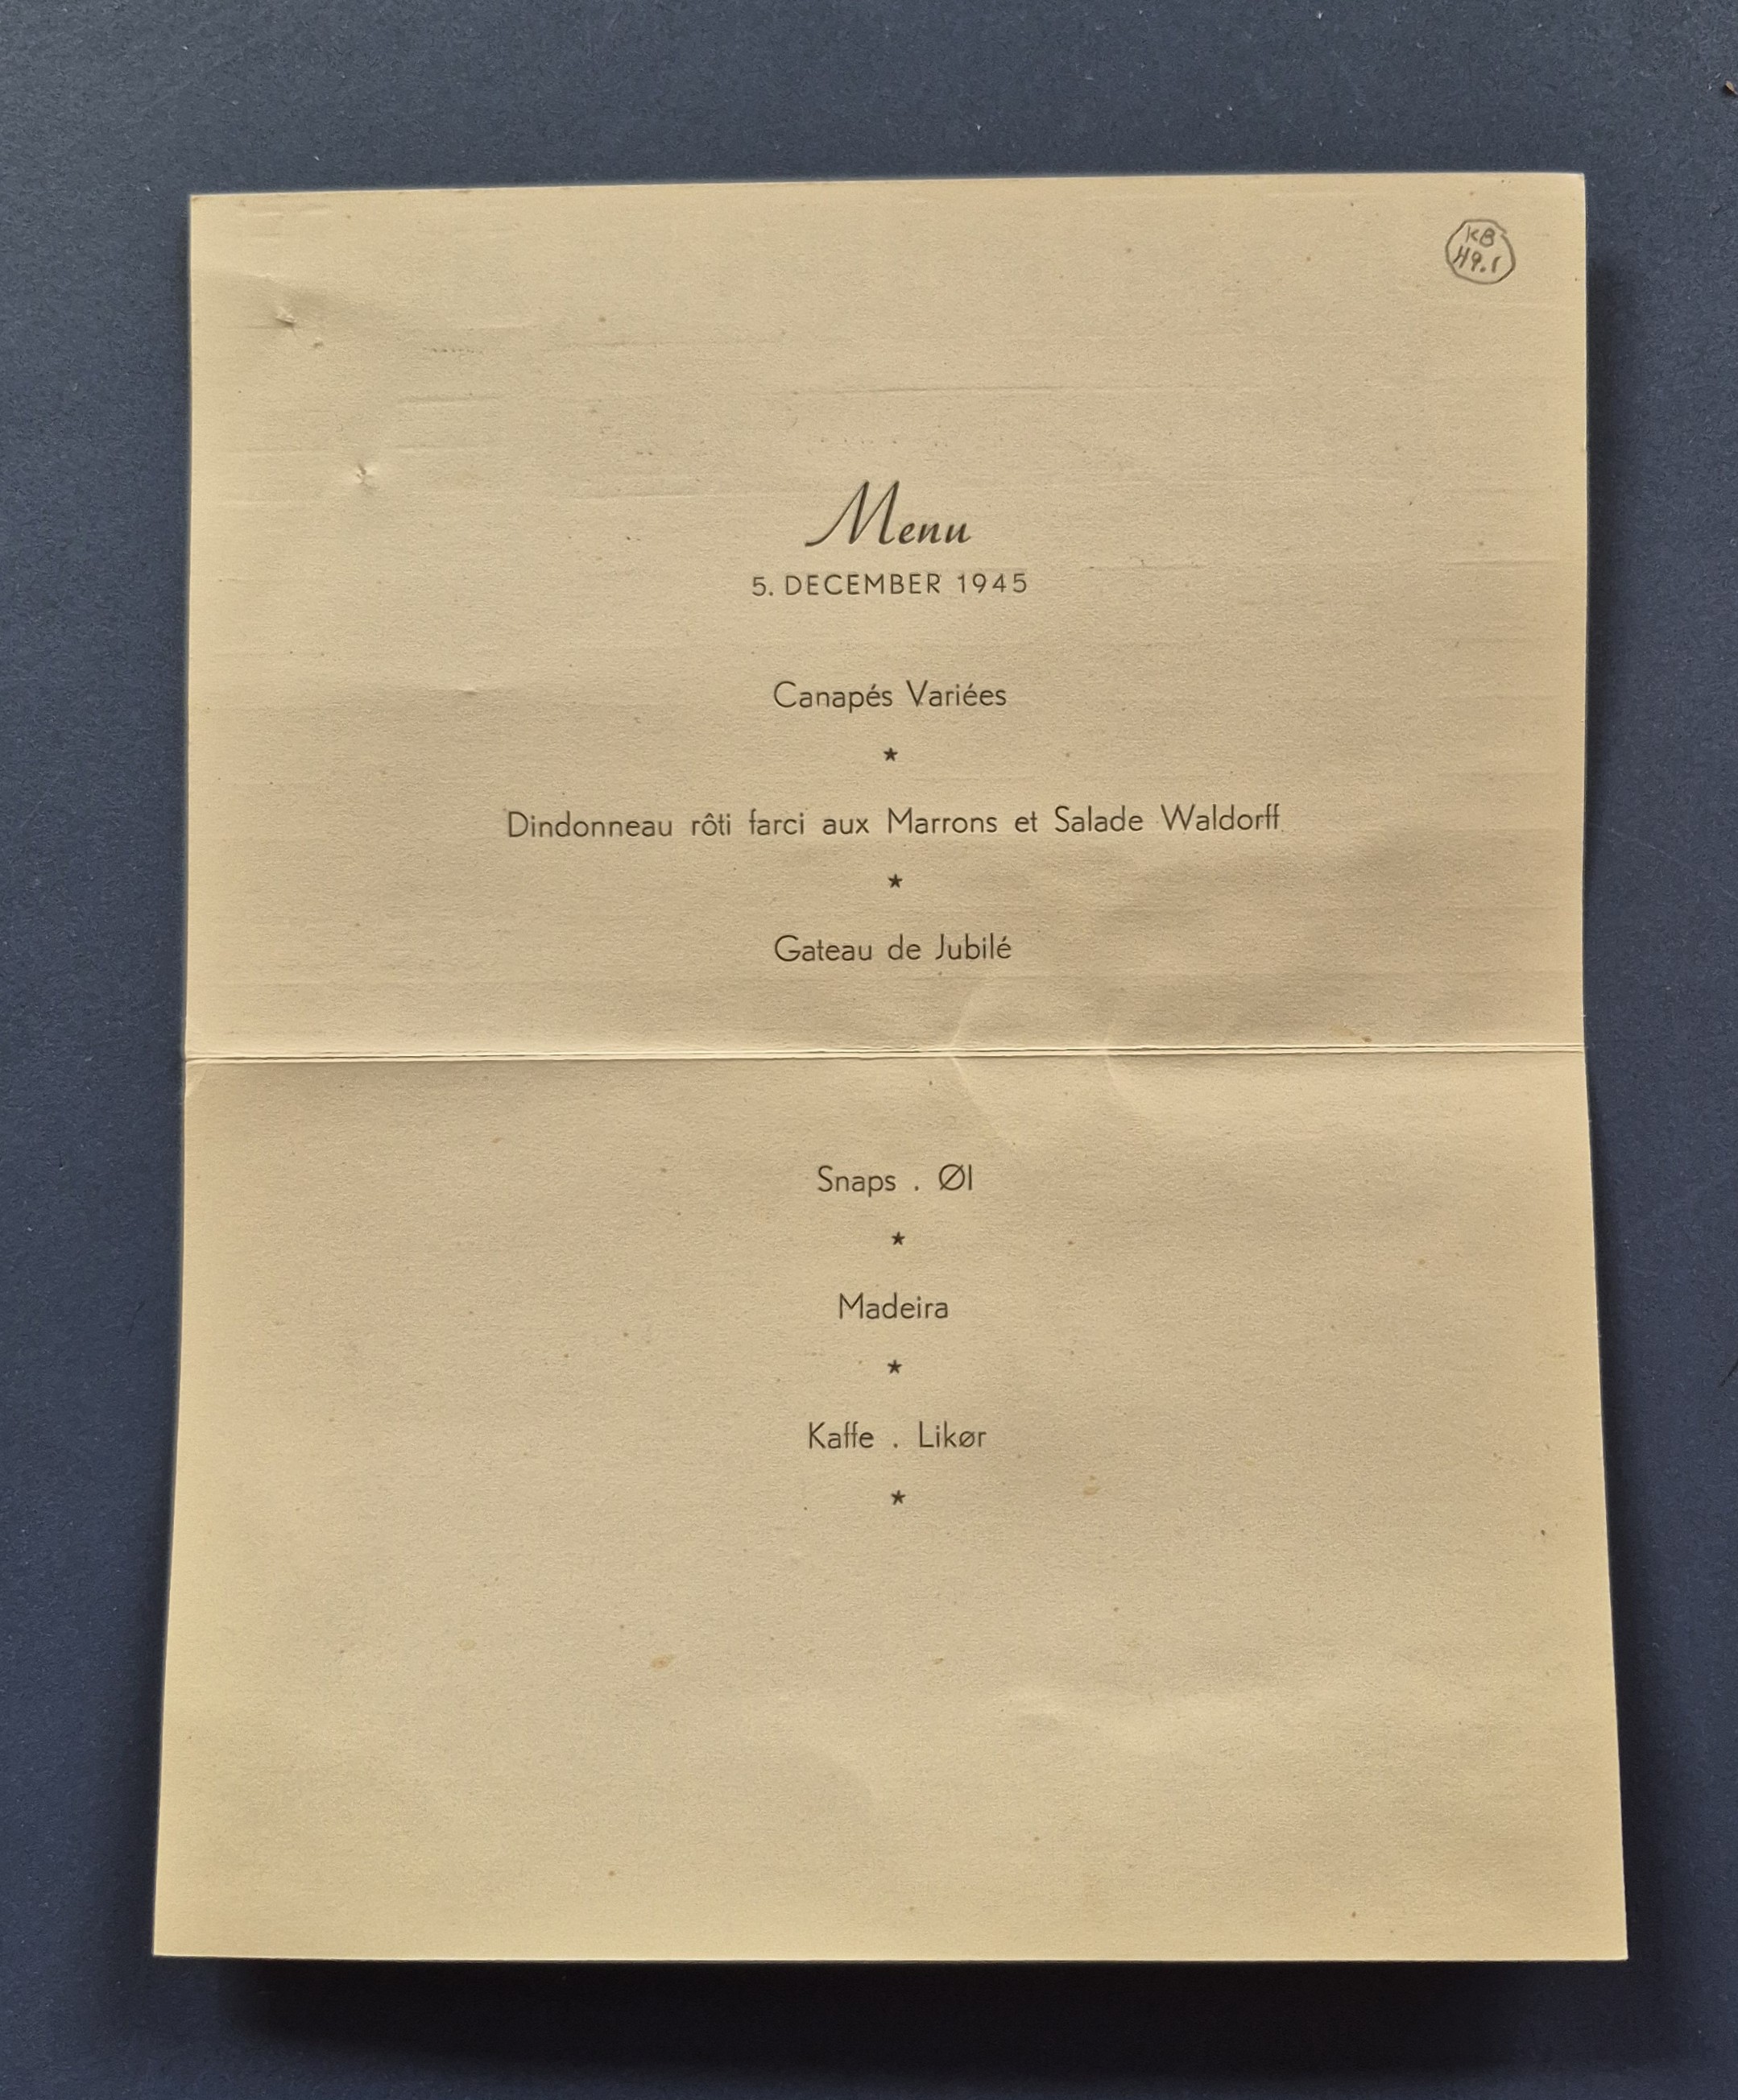 KB
H9.1
Menu
5. DECEMBER 1945
Canapés Variées
★
Dindonneau rôti farci aux Marrons et Salade Waldorff
★
Gateau de Jubilé
Snaps . Øl
★
Madeira
★
Kaffe . Likør
★